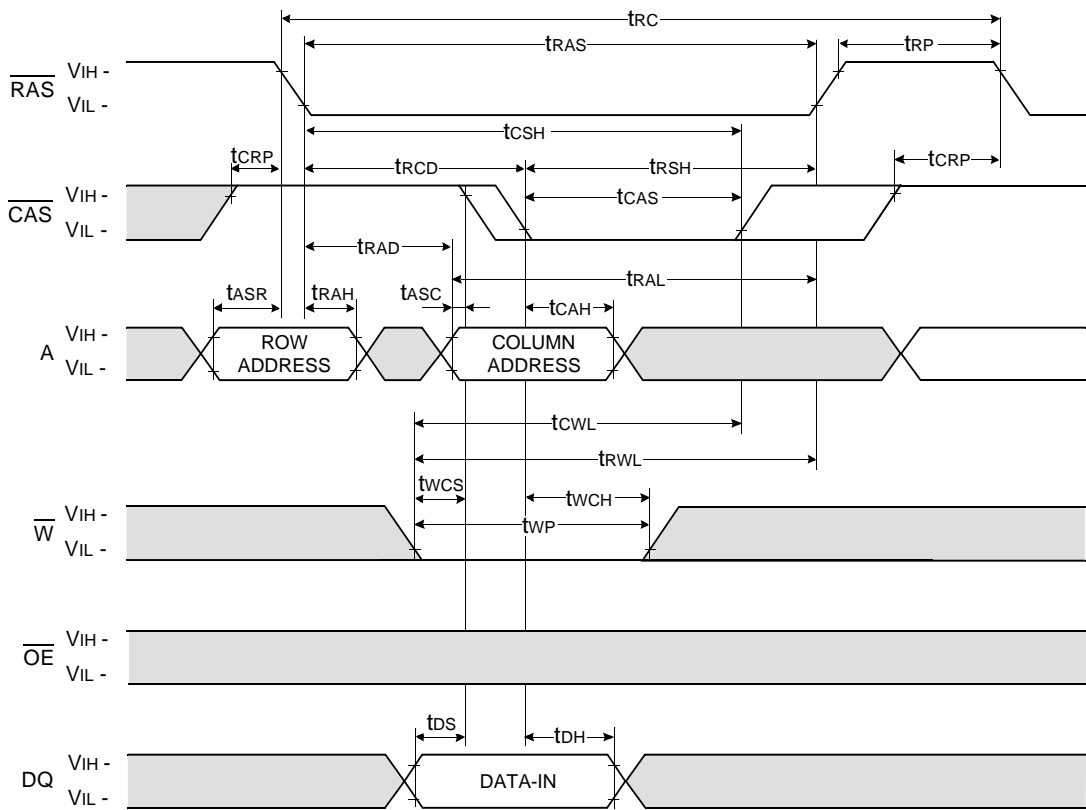 tRC
tRAS
tRP
RAS
VIH -
VIL -
tCSH
tCRP
tRCD
tRSH
tCRP
CAS
VIH -
VIL -
tCAS
tRAD
tRAL
tASR
tRAH
tASC
tCAH
A
VIH -
VIL -
ROW
ADDRESS
COLUMN
ADDRESS
tCWL
tRWL
tWCS
tWCH
tWP
W
VIH -
VIL -
OE
VIH -
VIL -
tDS
tDH
DQ
VIH -
VIL -
DATA-IN